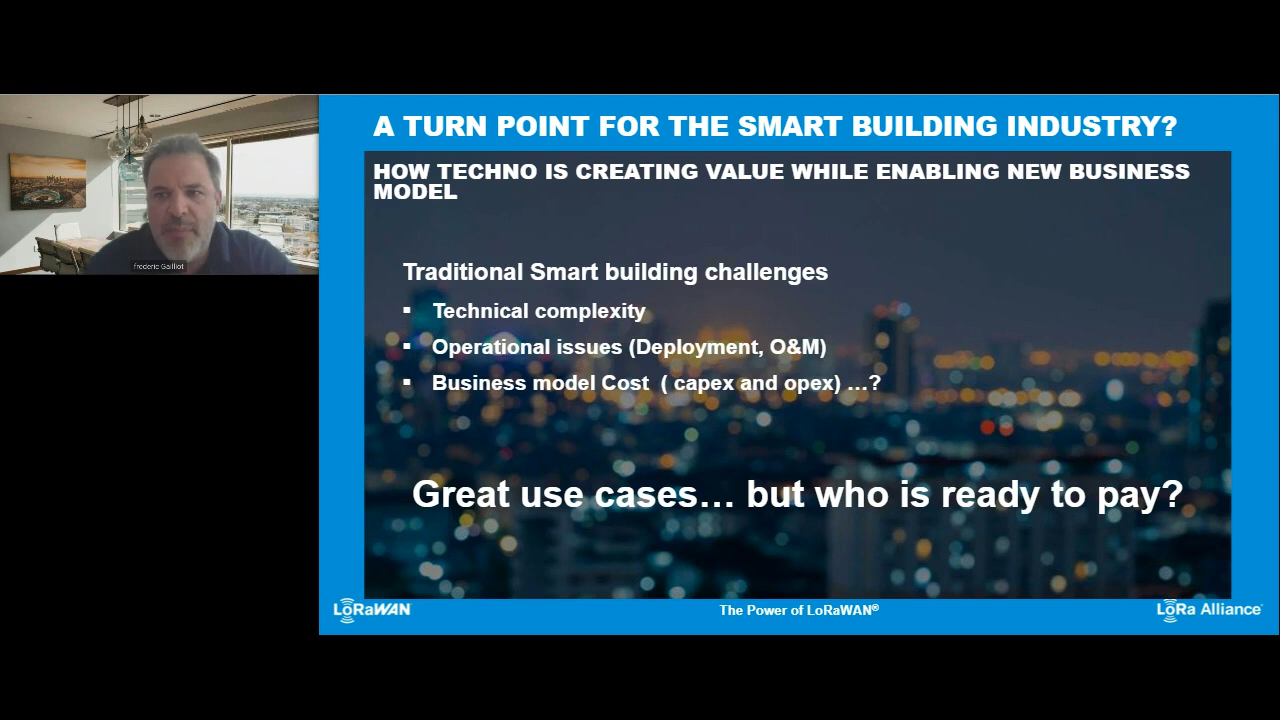 A TURN POINT FOR THE SMART BUILDING INDUSTRY?
HOW TECHNO IS CREATING VALUE WHILE ENABLING NEW BUSINESS
MODEL
Traditional Smart building challenges
▪ Technical complexity
▪ Operational issues (Deployment, O&M)
▪ Business model Cost ( capex and opex) …?
Great use cases… but who is ready to pay?
frederic Gailliot
LoRaWAN
The Power of LoRaWAN®
LoRa Alliance